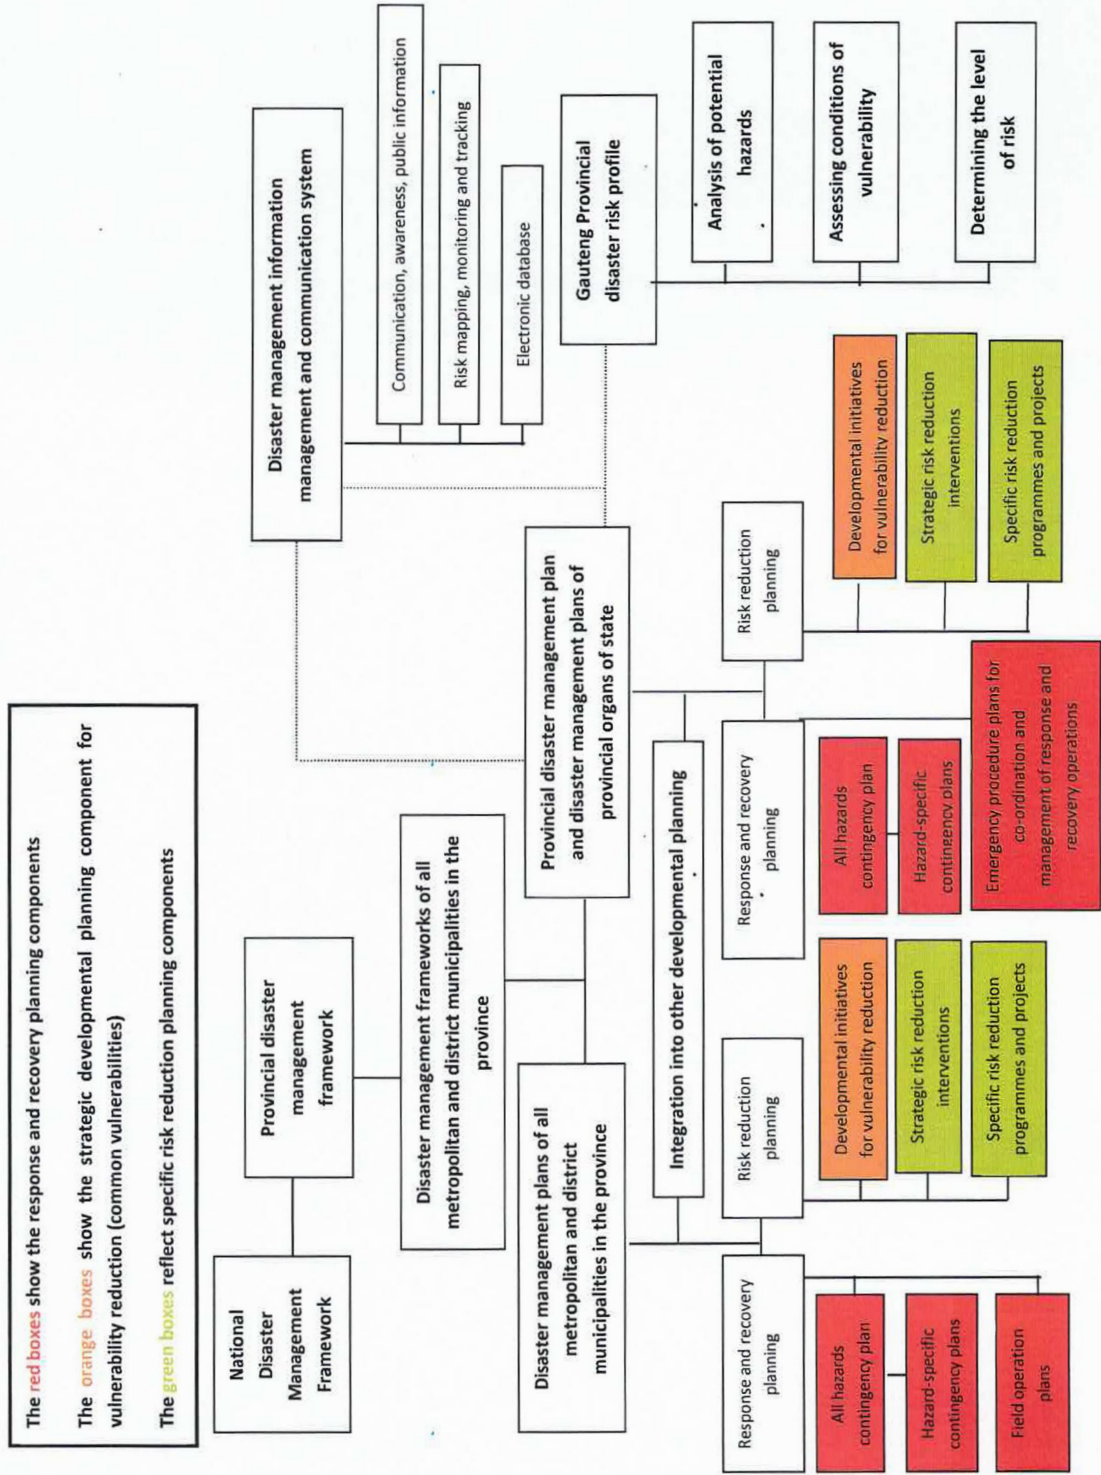 The red boxes show the response and recovery planning components
The orange boxes show the strategic developmental planning component for
vulnerability reduction (common vulnerabilities)
The green boxes reflect specific risk reduction planning components
National
Disaster
Management
Framework
Provincial disaster
management
framework
Disaster management information
management and communication system
Communication, awareness, public information
Risk mapping, monitoring and tracking
Electronic database
Disaster management frameworks of all
metropolitan and district municipalities in the
province
Disaster management plans of all
metropolitan and district
municipalities in the province
Provincial disaster management plan
and disaster management plans of
provincial organs of state
Gauteng Provincial
disaster risk profile
Analysis of potential
hazards
Assessing conditions of
vulnerability
Determining the level
of risk
Integration into other developmental planning
Response and recovery
planning
All hazards
contingency plan
Hazard-specific
contingency plans
Field operation
plans
Risk reduction
planning
Developmental initiatives
for vulnerability reduction
Strategic risk reduction
interventions
Specific risk reduction
programmes and projects
Response and recovery
planning
All hazards
contingency plan
Hazard-specific
contingency plans
Emergency procedure plans for
co-ordination and
management of response and
recovery operations
Risk reduction
planning
Developmental initiatives
for vulnerability reduction
Strategic risk reduction
interventions
Specific risk reduction
programmes and projects